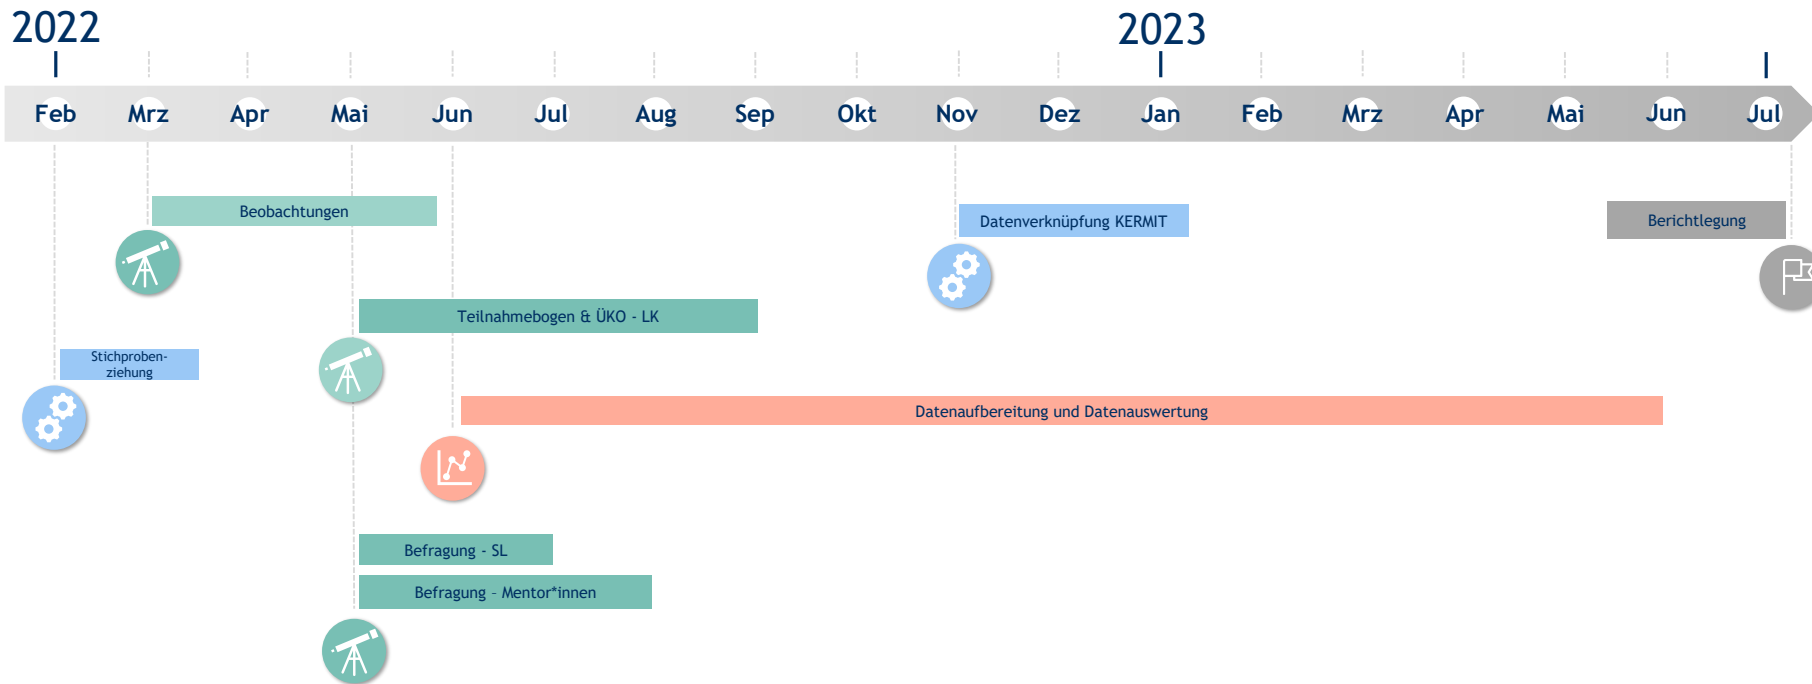 2022
2023
Feb Mrz Apr Mai Jun Jul Aug Sep Okt Nov Dez Jan Feb Mrz Apr Mai Jun Jul
Beobachtungen
Datenverknüpfung KERMIT
Berichtlegung
Teilnahmebogen & ÜKO - LK
Stichproben-
ziehung
Datenaufbereitung und Datenauswertung
Befragung - SL
Befragung – Mentor*innen